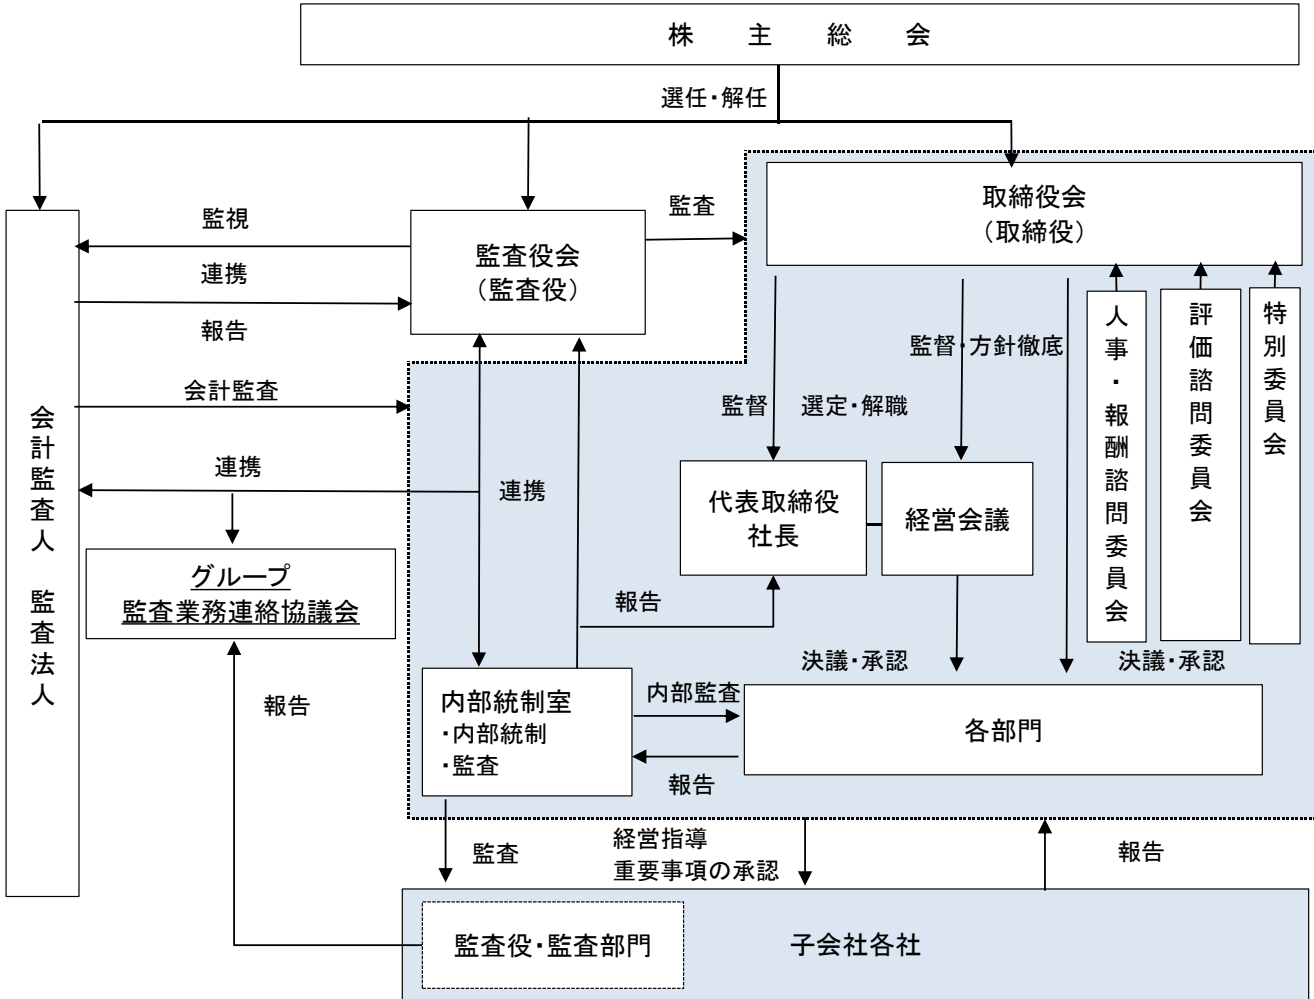 株　主　総　会
選任・解任
取締役会
（取締役）
監査
監視
監査役会
（監査役）
連携
報告
人事・報酬諮問委員会
評価諮問委員会
特別委員会
監督・方針徹底
会計監査
監督
選定・解職
会計監査人　監査法人
連携
連携
代表取締役
社長
経営会議
グループ
監査業務連絡協議会
報告
決議・承認
決議・承認
内部統制室
・内部統制
・監査
内部監査
報告
各部門
報告
監査
経営指導
重要事項の承認
報告
監査役・監査部門
子会社各社